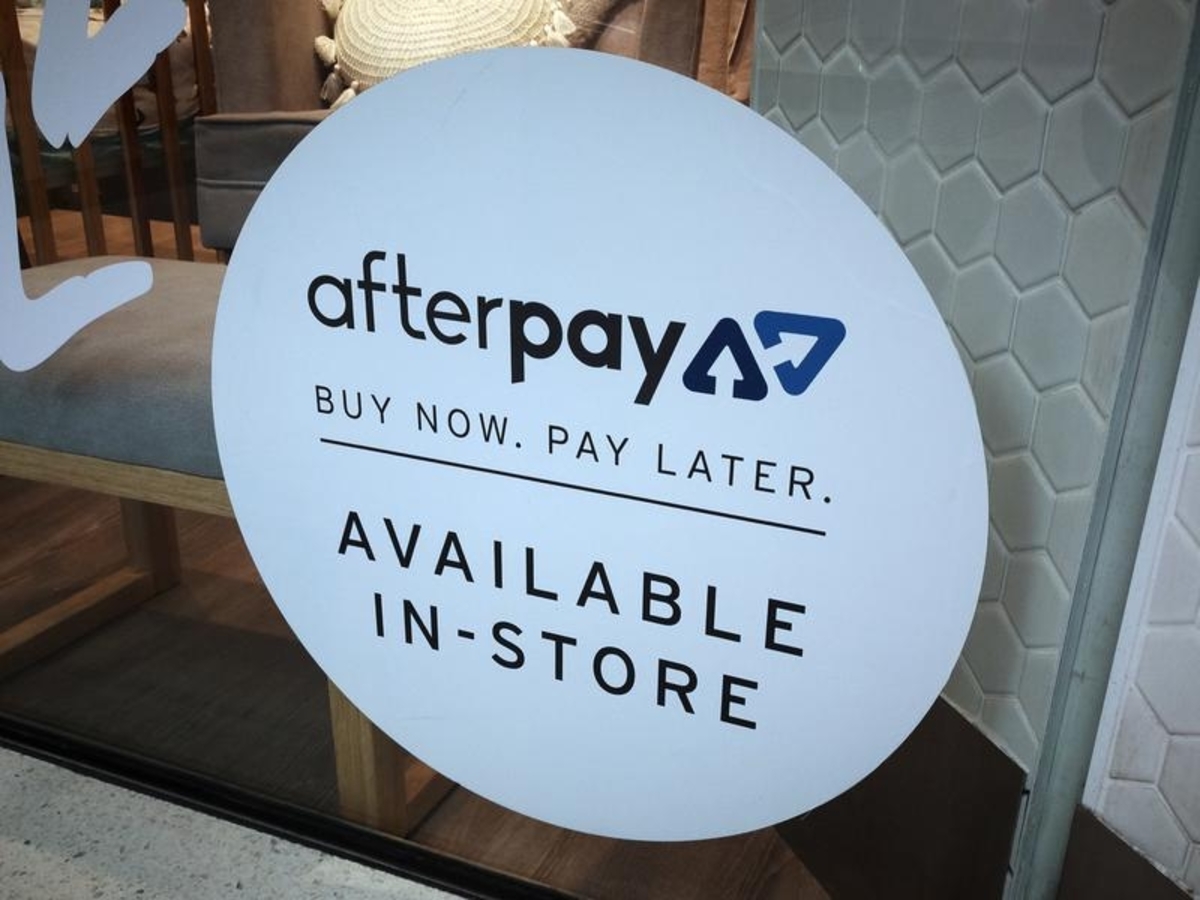 afterpay
BUY NOW. PAY LATER.
AVAILABLE
IN-STORE